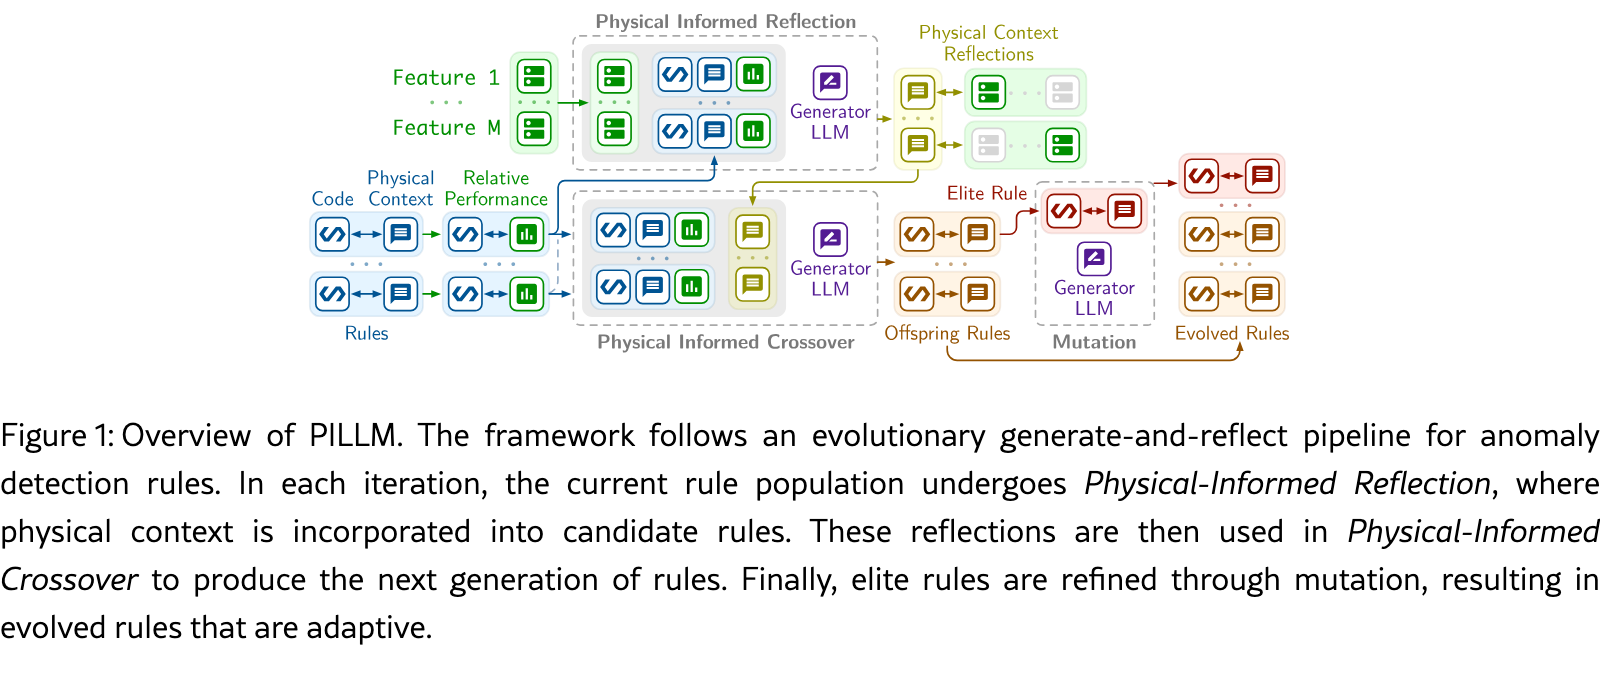 Physical Informed Reflection
Physical Context
Reflections
Feature 1
Feature M
Generator
LLM
Physical
Context
Code
Relative
Performance
Rules
Generator
LLM
Physical Informed Crossover
Elite Rule
Offspring Rules
Generator
LLM
Mutation
Evolved Rules
Figure 1: Overview of PILLM. The framework follows an evolutionary generate-and-reflect pipeline for anomaly
detection rules. In each iteration, the current rule population undergoes Physical-Informed Reflection, where
physical context is incorporated into candidate rules. These reflections are then used in Physical-Informed
Crossover to produce the next generation of rules. Finally, elite rules are refined through mutation, resulting in
evolved rules that are adaptive.